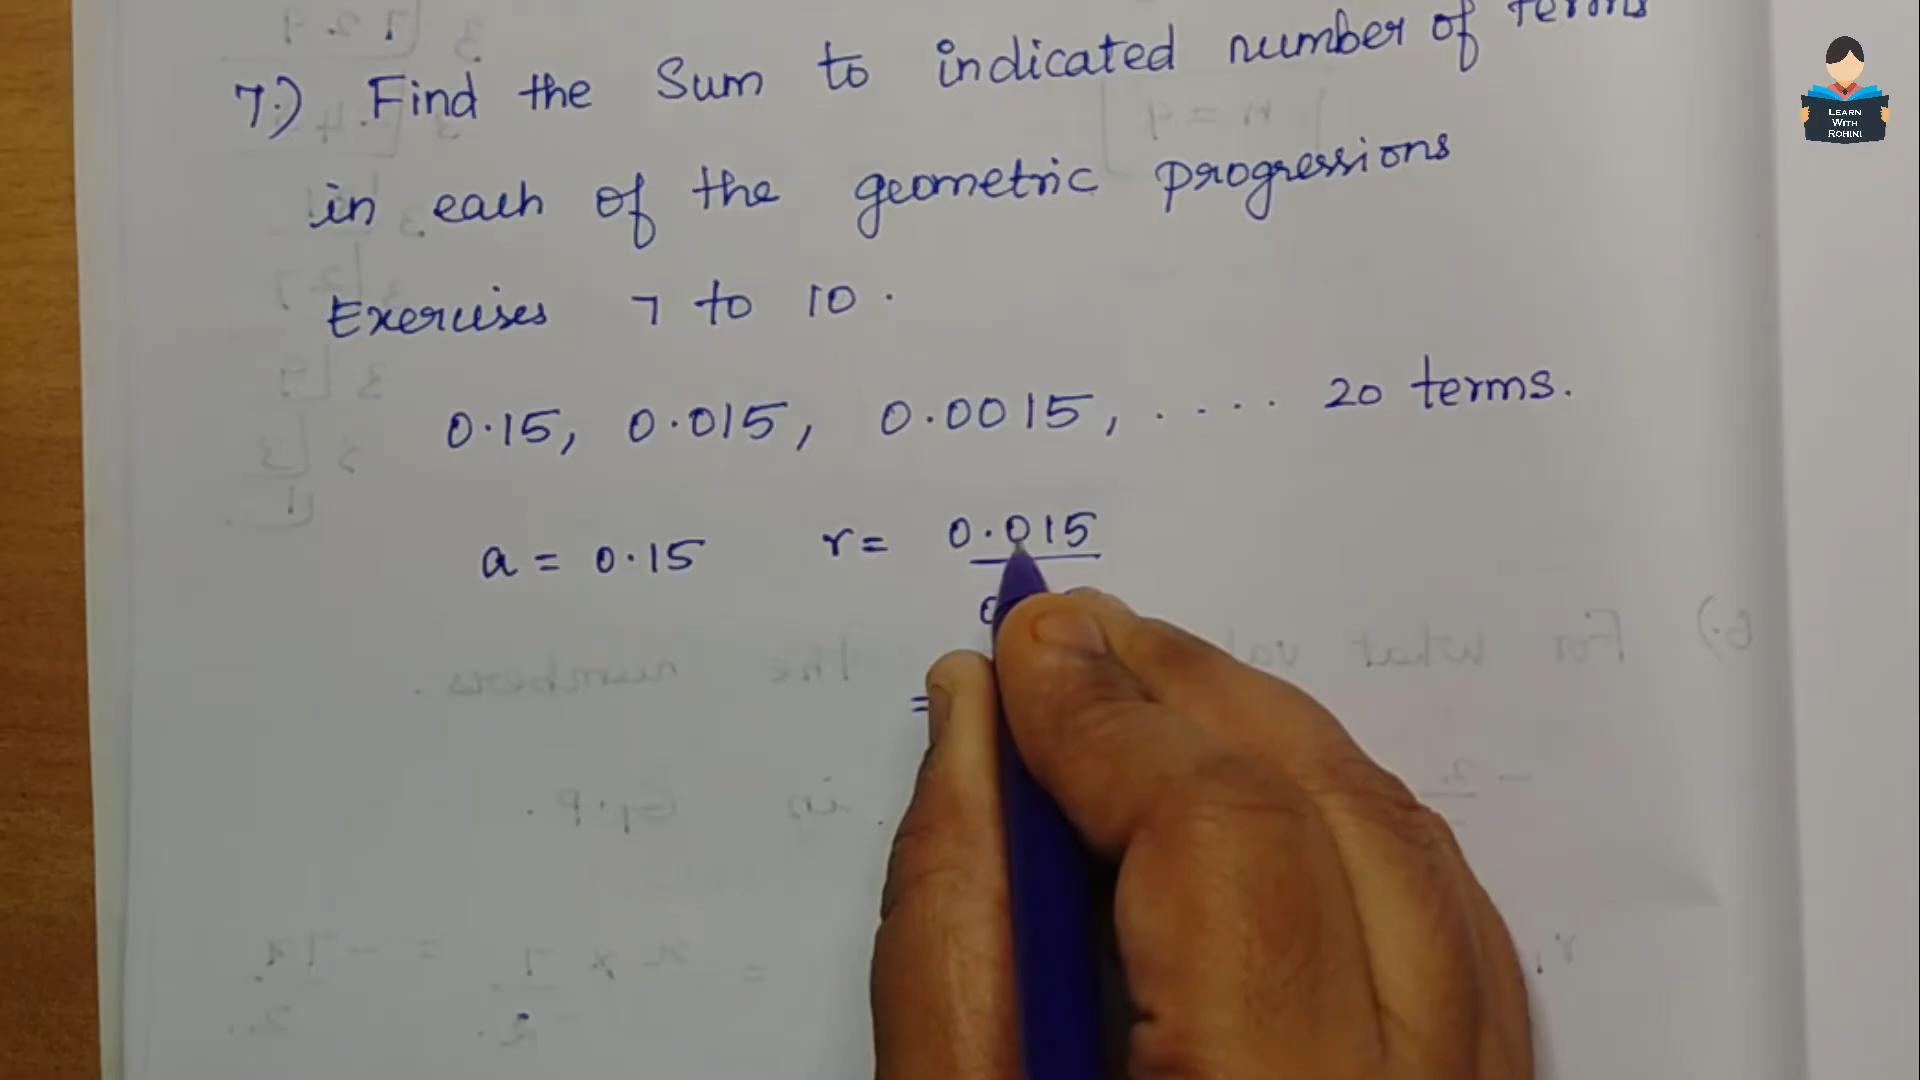 7.) Find the Sum to indicated number of terms
in each of the geometric progressions
Exercises 7 to 10.
0.15, 0.015, 0.0015, .... 20 terms.
a = 0.15 r = 0.015
=
LEARN
WITH
ROHINI